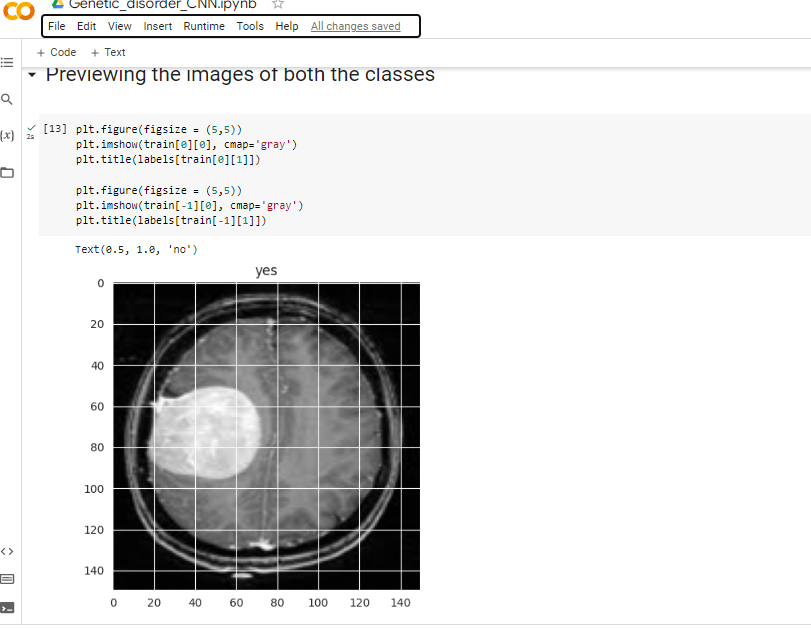 Genetic_disorder_CNN.ipynb
File Edit View Insert Runtime Tools Help All changes saved
+ Code + Text
Previewing the images of both the classes
[13] plt.figure(figsize = (5,5))
2s plt.imshow(train[0][0], cmap='gray')
{x} plt.title(labels[train[0][1]])
plt.figure(figsize = (5,5))
plt.imshow(train[-1][0], cmap='gray')
plt.title(labels[train[-1][1]])
Text(0.5, 1.0, 'no')
yes
0
20
40
60
80
100
120
140
0 20 40 60 80 100 120 140